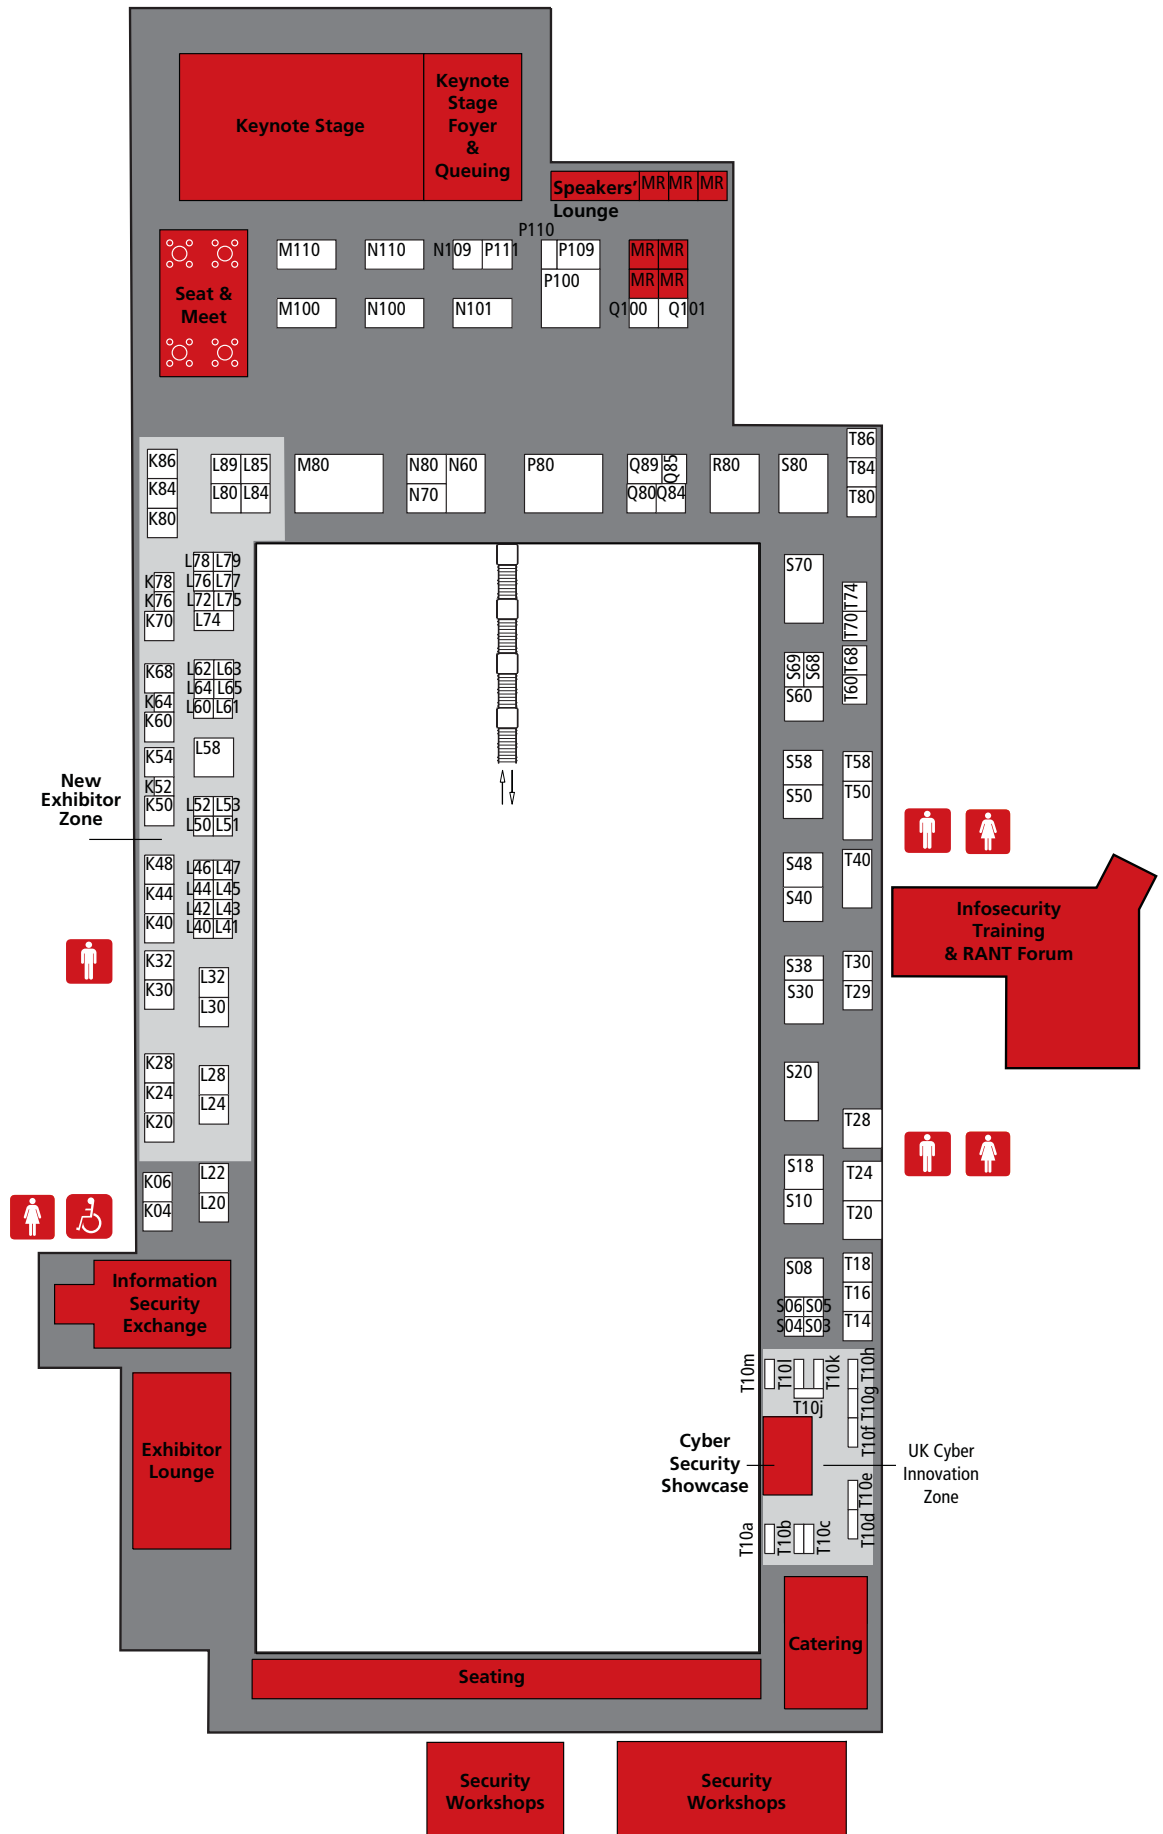 Keynote Stage
Keynote
Stage
Foyer
&
Queuing
Speakers'
Lounge
MR MR MR
P110
M110 N110 N109 P111 P109
MR MR
P100
MR MR
Seat &
Meet
M100 N100 N101
Q100 Q101
T86
T84
T80
K86
K84
K80
L89 L85
L80 L84
M80
N80 N60
N70
P80
Q89 Q85
Q80 Q84
R80
S80
L78 L79
L76 L77
L72 L75
L74
K78
K76
K70
S70
T74
T70
K68
K64
K60
L62 L63
L64 L65
L60 L61
S69 S68
S60
T68
T60
K54
K52
K50
L58
S58
S50
T58
T50
New
Exhibitor
Zone
L52 L53
L50 L51
K48
K44
K40
L46 L47
L44 L45
L42 L43
L40 L41
S48
S40
T40
Infosecurity
Training
& RANT Forum
K32
K30
L32
L30
S38
S30
T30
T29
K28
K24
K20
L28
L24
S20
T28
K06
K04
L22
L20
S18
S10
T24
T20
Information
Security
Exchange
S08
S06 S05
S04 S03
T18
T16
T14
T10m
T10l
T10k
T10h
T10j
T10g
T10f
Exhibitor
Lounge
Cyber
Security
Showcase
UK Cyber
Innovation
Zone
T10e
T10d
T10a
T10b
T10c
Catering
Seating
Security
Workshops
Security
Workshops